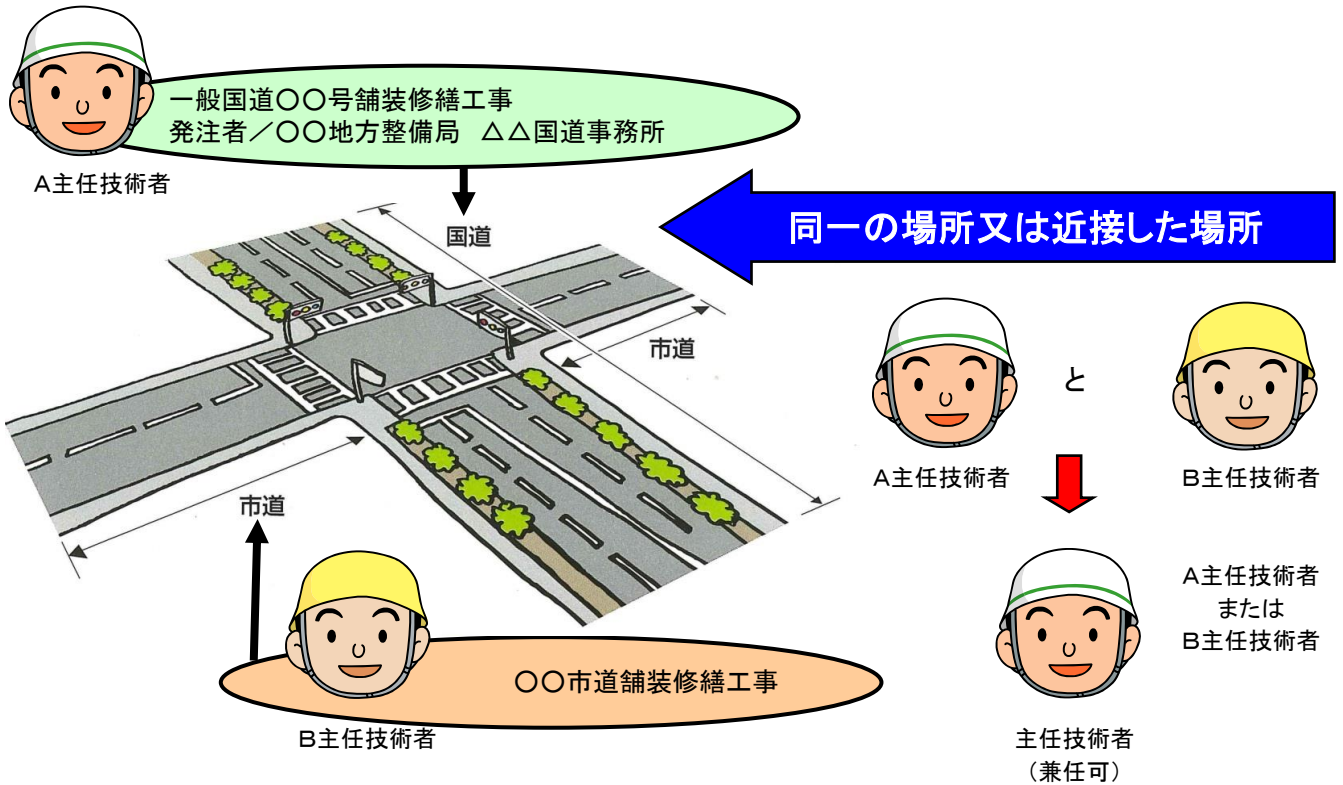 一般国道〇〇号舗装修繕工事
発注者／〇〇地方整備局　△△国道事務所
A主任技術者
国道
同一の場所又は近接した場所
市道
と
A主任技術者
B主任技術者
市道
A主任技術者
または
B主任技術者
〇〇市道舗装修繕工事
B主任技術者
主任技術者
（兼任可）